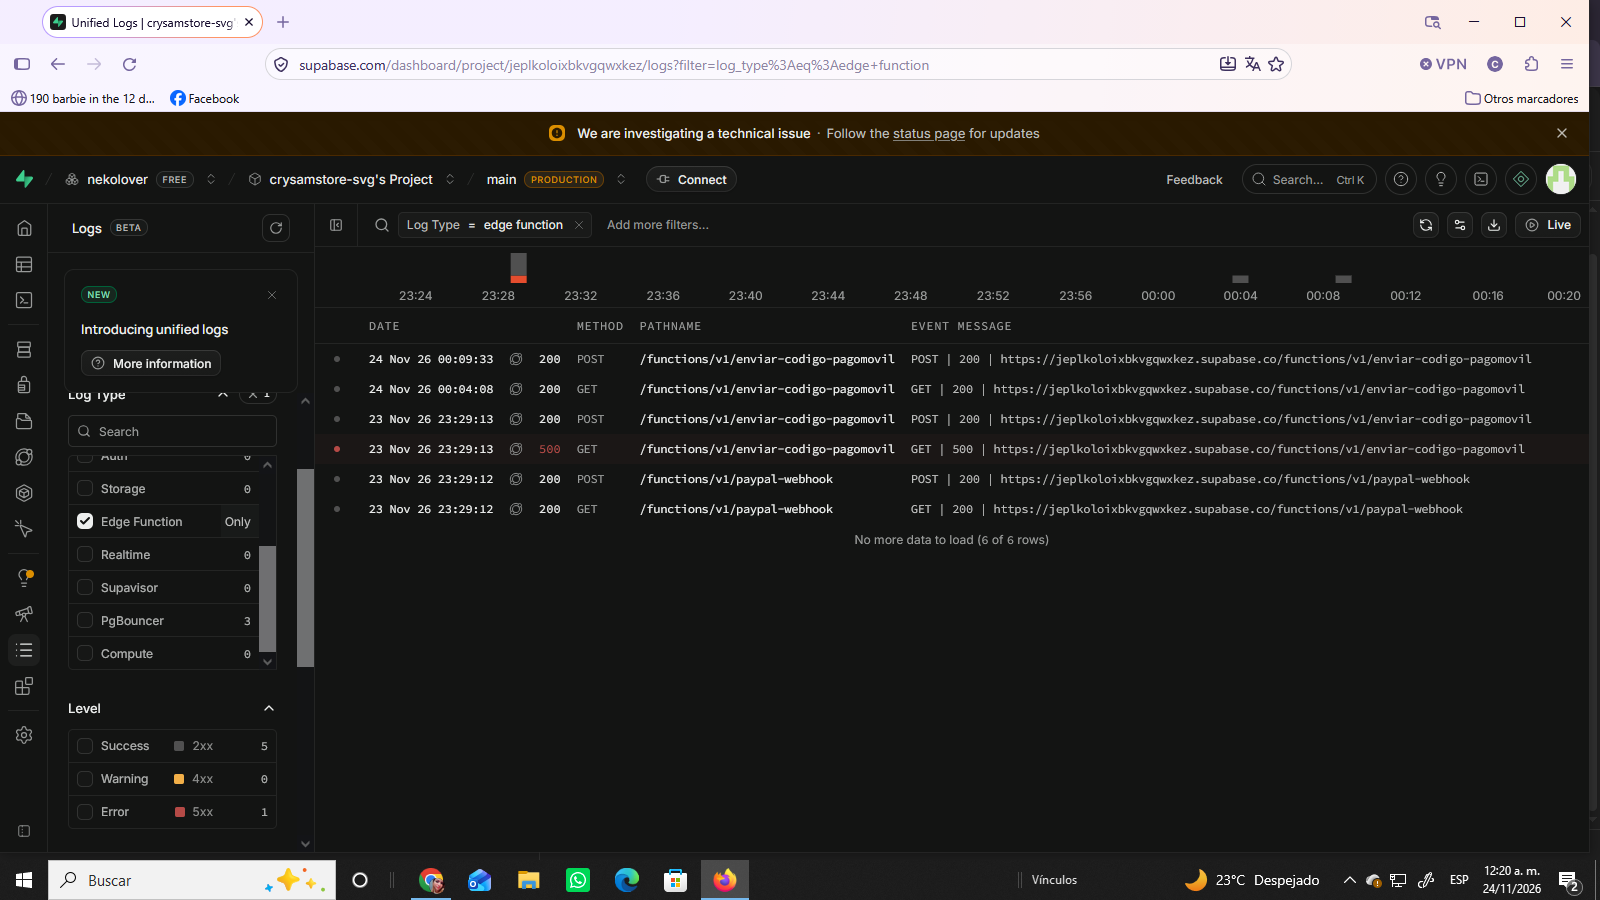 Unified Logs | crysamstore-svg'
supabase.com/dashboard/project/jeplkoloixbkvgqwxkez/logs?filter=log_type%3Aeq%3Aedge+function
VPN
190 barbie in the 12 d...
Facebook
Otros marcadores
We are investigating a technical issue · Follow the status page for updates
nekolover FREE
crysamstore-svg's Project
main PRODUCTION
Connect
Feedback
Search... Ctrl K
Logs BETA
Log Type = edge function
Add more filters...
Live
NEW
Introducing unified logs
More information
23:24 23:28 23:32 23:36 23:40 23:44 23:48 23:52 23:56 00:00 00:04 00:08 00:12 00:16 00:20
DATE METHOD PATHNAME EVENT MESSAGE
24 Nov 26 00:09:33 200 POST /functions/v1/enviar-codigo-pagomovil POST | 200 | https://jeplkoloixbkvgqwxkez.supabase.co/functions/v1/enviar-codigo-pagomovil
24 Nov 26 00:04:08 200 GET /functions/v1/enviar-codigo-pagomovil GET | 200 | https://jeplkoloixbkvgqwxkez.supabase.co/functions/v1/enviar-codigo-pagomovil
23 Nov 26 23:29:13 200 POST /functions/v1/enviar-codigo-pagomovil POST | 200 | https://jeplkoloixbkvgqwxkez.supabase.co/functions/v1/enviar-codigo-pagomovil
23 Nov 26 23:29:13 500 GET /functions/v1/enviar-codigo-pagomovil GET | 500 | https://jeplkoloixbkvgqwxkez.supabase.co/functions/v1/enviar-codigo-pagomovil
23 Nov 26 23:29:12 200 POST /functions/v1/paypal-webhook POST | 200 | https://jeplkoloixbkvgqwxkez.supabase.co/functions/v1/paypal-webhook
23 Nov 26 23:29:12 200 GET /functions/v1/paypal-webhook GET | 200 | https://jeplkoloixbkvgqwxkez.supabase.co/functions/v1/paypal-webhook
No more data to load (6 of 6 rows)
Log Type 1
Search
Auth 0
Storage 0
Edge Function Only
Realtime 0
Supavisor 0
PgBouncer 3
Compute 0
Level
Success 2xx 5
Warning 4xx 0
Error 5xx 1
Buscar
Vínculos
23°C Despejado
ESP
12:20 a. m.
24/11/2026
2